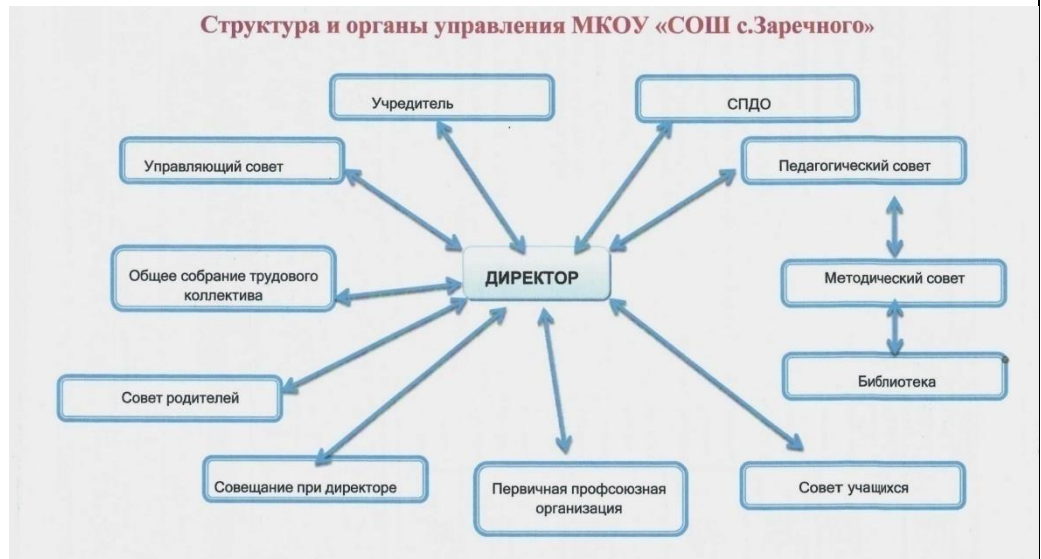 Структура и органы управления МКОУ «СОШ с.Заречного»
Учредитель
СПДО
Управляющий совет
Педагогический совет
Общее собрание трудового
коллектива
ДИРЕКТОР
Методический совет
Совет родителей
Библиотека
Совещание при директоре
Первичная профсоюзная
организация
Совет учащихся